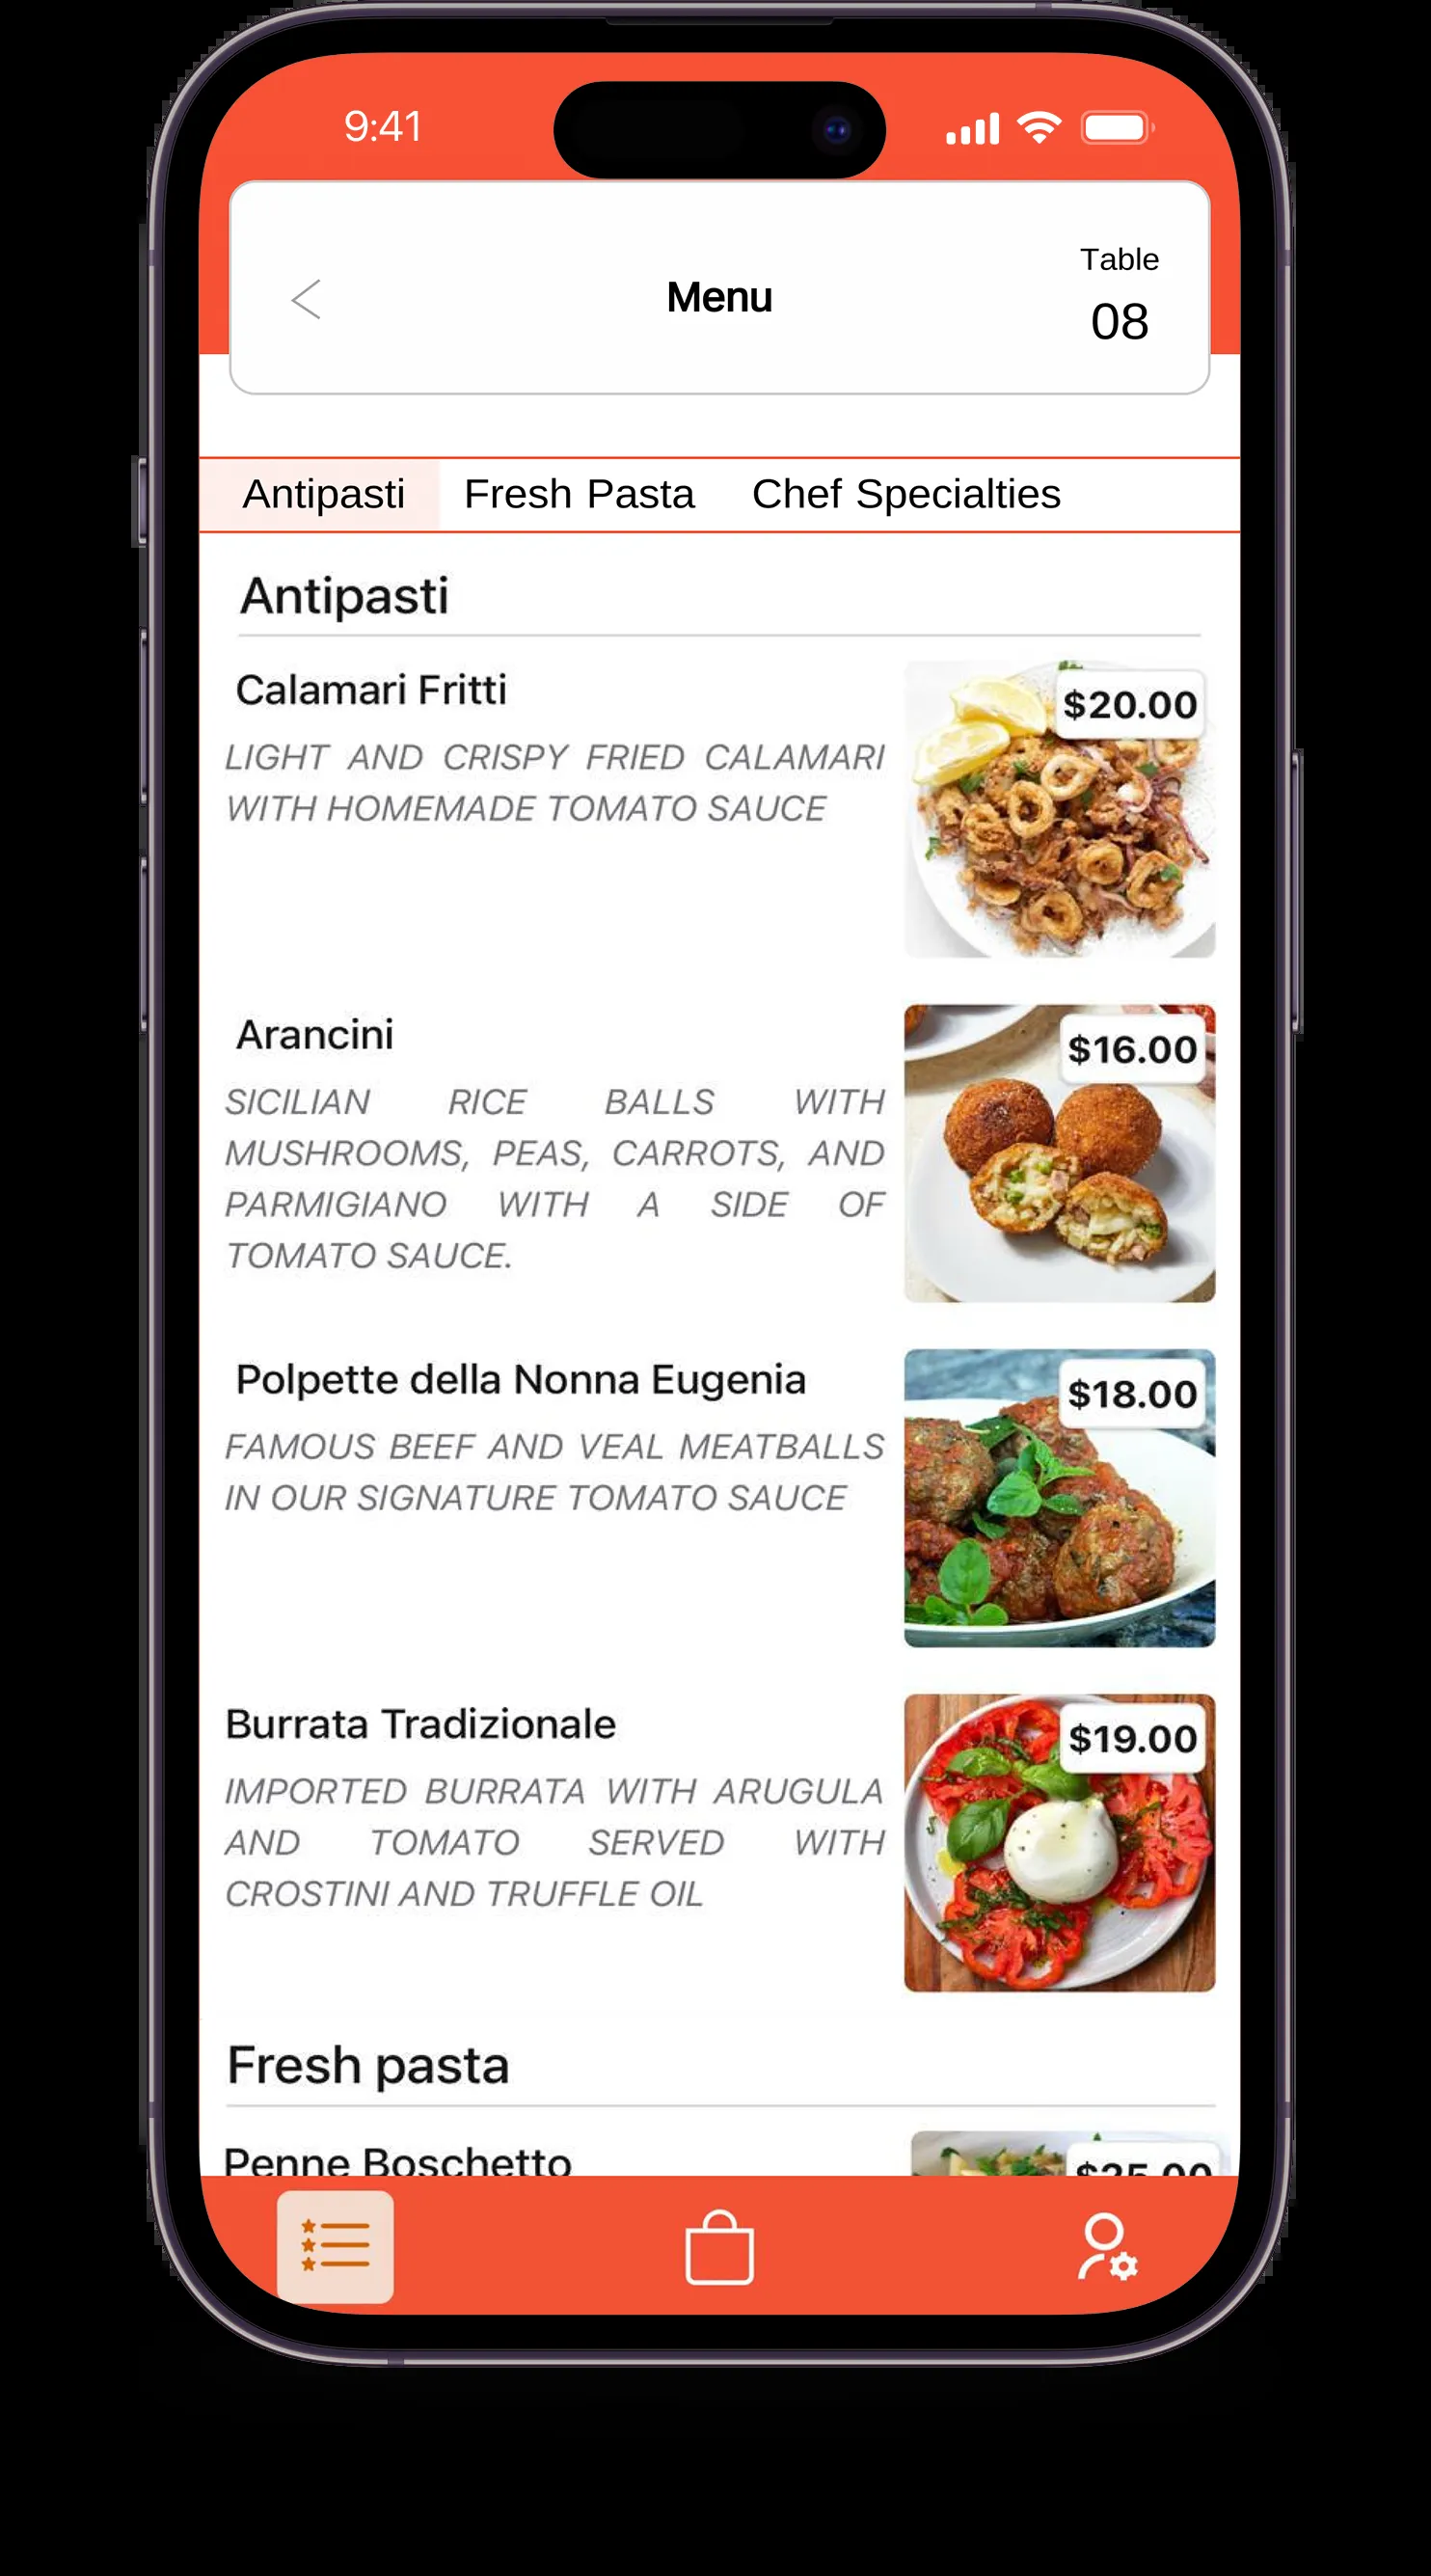 9:41
Menu
Table
08
Antipasti Fresh Pasta Chef Specialties
Antipasti
Calamari Fritti
$20.00
LIGHT AND CRISPY FRIED CALAMARI
WITH HOMEMADE TOMATO SAUCE
Arancini
$16.00
SICILIAN RICE BALLS WITH
MUSHROOMS, PEAS, CARROTS, AND
PARMIGIANO WITH A SIDE OF
TOMATO SAUCE.
Polpette della Nonna Eugenia
$18.00
FAMOUS BEEF AND VEAL MEATBALLS
IN OUR SIGNATURE TOMATO SAUCE
Burrata Tradizionale
$19.00
IMPORTED BURRATA WITH ARUGULA
AND TOMATO SERVED WITH
CROSTINI AND TRUFFLE OIL
Fresh pasta
Penne Boschetto
$25.00